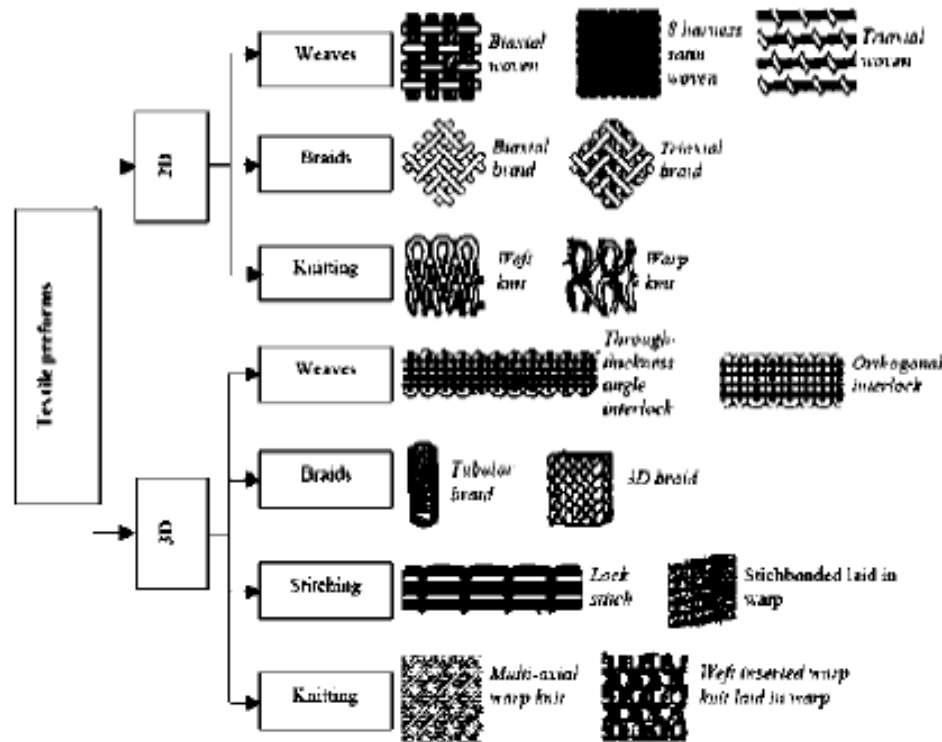 Textile preforms
2D
Weaves
Biaxial
woven
8 harness
satin
woven
Triaxial
woven
Braids
Biaxial
braid
Triaxial
braid
Knitting
Weft
knit
Warp
knit
3D
Weaves
Through-
thickness
angle
interlock
Orthogonal
interlock
Braids
Tubular
braid
3D braid
Stitching
Lock
stitch
Stichbonded laid in
warp
Knitting
Multi-axial
warp knit
Weft inserted warp
knit laid in warp